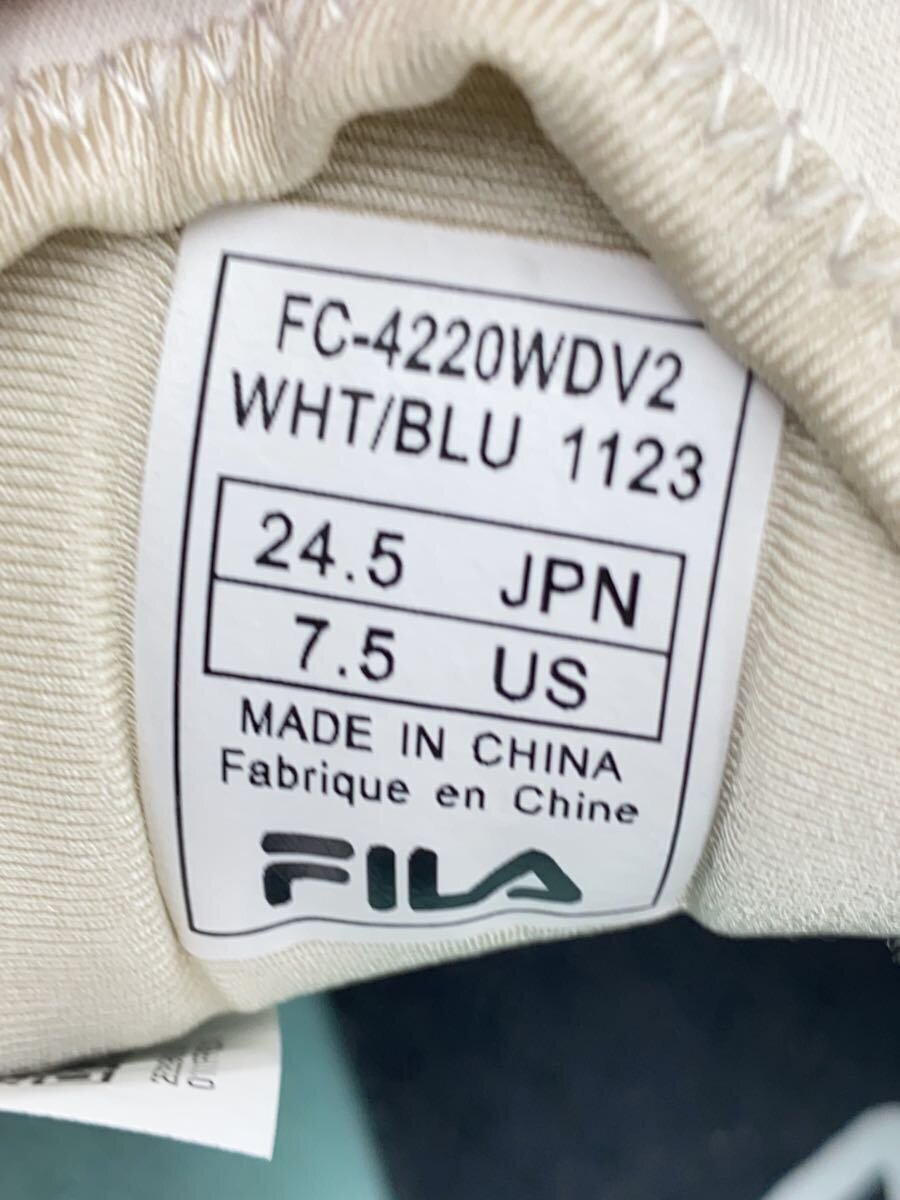 FC-4220WDV2
WHT/BLU 1123
24.5 JPN
7.5 US
MADE IN CHINA
Fabrique en Chine
FILA